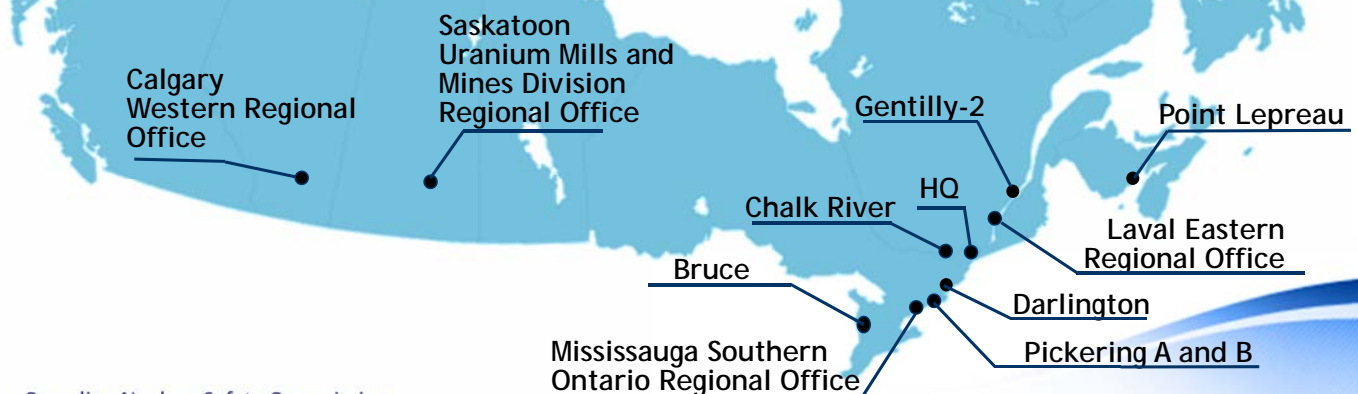 Saskatoon
Uranium Mills and
Mines Division
Regional Office
Calgary
Western Regional
Office
Gentilly-2
Point Lepreau
HQ
Chalk River
Laval Eastern
Regional Office
Bruce
Darlington
Mississauga Southern
Ontario Regional Office
Pickering A and B